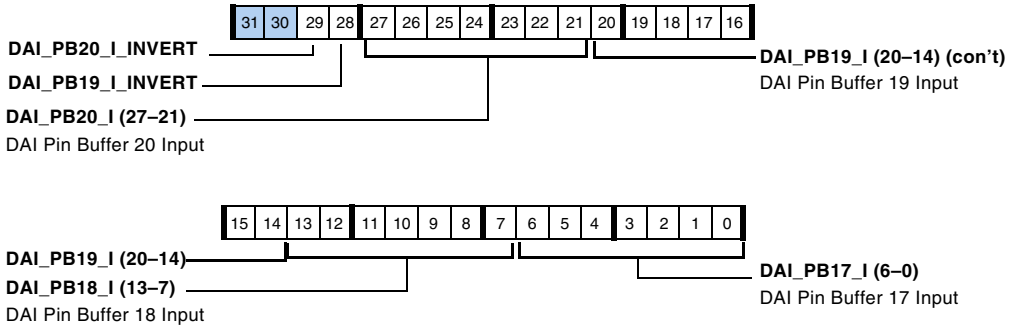 31 30 29 28 27 26 25 24 23 22 21 20 19 18 17 16
DAI_PB20_I_INVERT
DAI_PB19_I_INVERT
DAI_PB20_I (27–21)
DAI Pin Buffer 20 Input
DAI_PB19_I (20–14) (con't)
DAI Pin Buffer 19 Input
15 14 13 12 11 10 9 8 7 6 5 4 3 2 1 0
DAI_PB19_I (20–14)
DAI_PB18_I (13–7)
DAI Pin Buffer 18 Input
DAI_PB17_I (6–0)
DAI Pin Buffer 17 Input